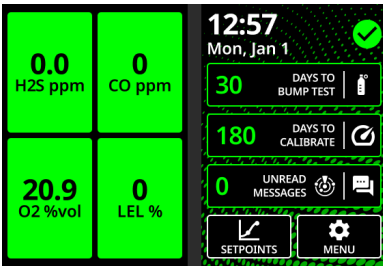 0.0
H2S ppm
0
CO ppm
20.9
O2 %vol
0
LEL %
12:57
Mon, Jan 1
30
DAYS TO
BUMP TEST
180
DAYS TO
CALIBRATE
0
UNREAD
MESSAGES
SETPOINTS
MENU